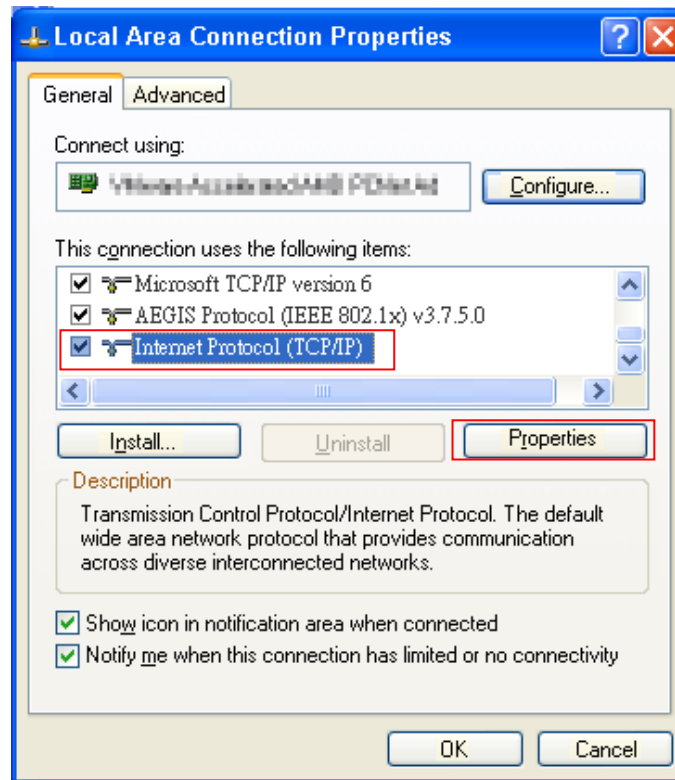 Local Area Connection Properties
General Advanced
Connect using:
Configure...
This connection uses the following items:
Microsoft TCP/IP version 6
AEGIS Protocol (IEEE 802.1x) v3.7.5.0
Internet Protocol (TCP/IP)
Install... Uninstall Properties
Description
Transmission Control Protocol/Internet Protocol. The default
wide area network protocol that provides communication
across diverse interconnected networks.
Show icon in notification area when connected
Notify me when this connection has limited or no connectivity
OK Cancel